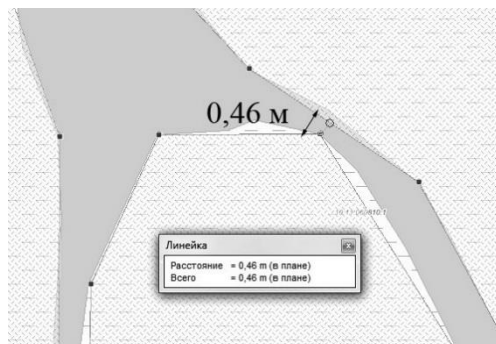 0,46 м
Линейка
Расстояние = 0,46 m (в плане)
Всего = 0,46 m (в плане)